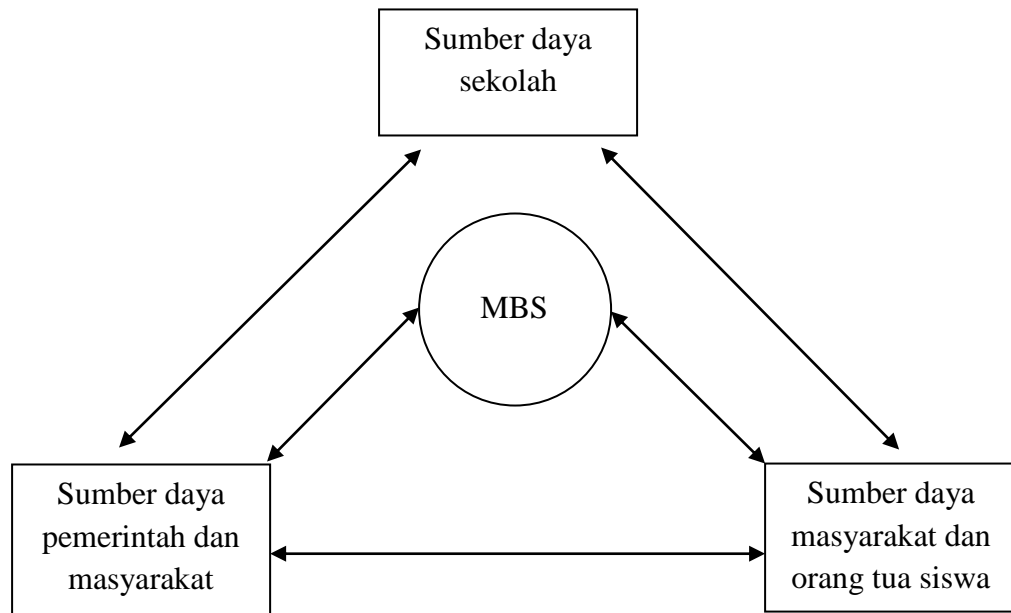 Sumber daya
sekolah
MBS
Sumber daya
pemerintah dan
masyarakat
Sumber daya
masyarakat dan
orang tua siswa